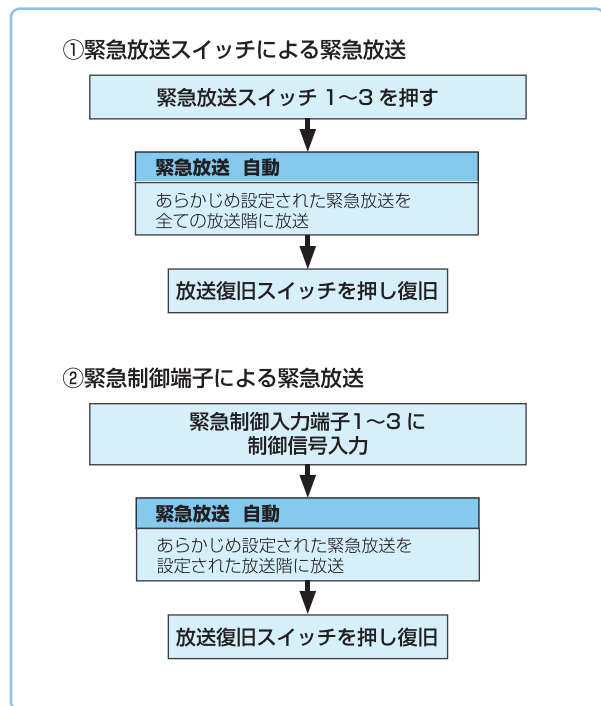 ①緊急放送スイッチによる緊急放送
緊急放送スイッチ 1〜3 を押す
緊急放送 自動
あらかじめ設定された緊急放送を
全ての放送階に放送
放送復旧スイッチを押し復旧
②緊急制御端子による緊急放送
緊急制御入力端子1〜3 に
制御信号入力
緊急放送 自動
あらかじめ設定された緊急放送を
設定された放送階に放送
放送復旧スイッチを押し復旧